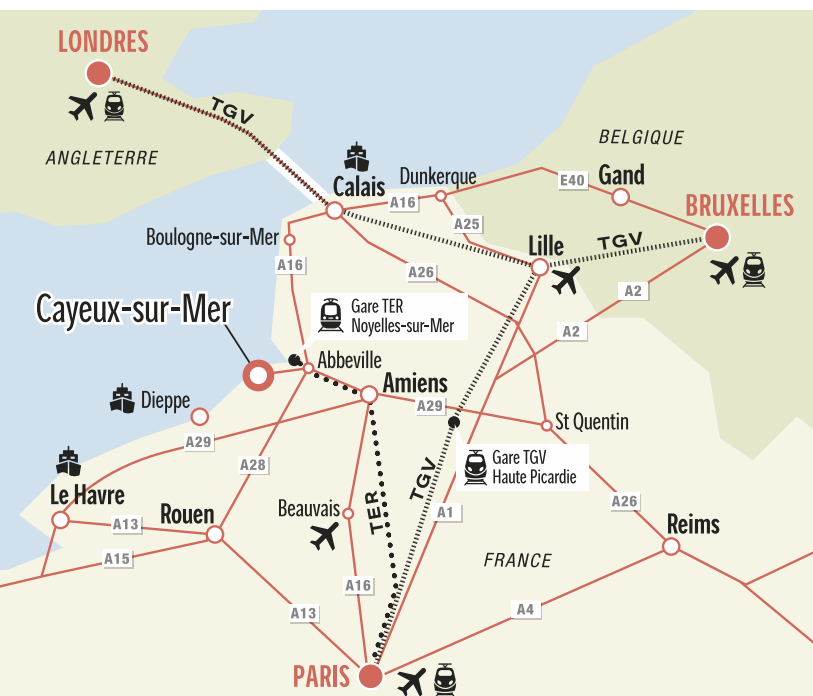 LONDRES
TGV
ANGLETERRE
BELGIQUE
Dunkerque
Calais
Gand
E40
A16
BRUXELLES
A25
Boulogne-sur-Mer
Lille
TGV
A16
A26
A2
Cayeux-sur-Mer
Gare TER
Noyelles-sur-Mer
A2
Abbeville
Amiens
Dieppe
A29
St Quentin
A29
A28
Gare TGV
Haute Picardie
TGV
Le Havre
Rouen
Beauvais
TER
A1
A26
A13
Reims
A15
FRANCE
A16
A13
A4
PARIS